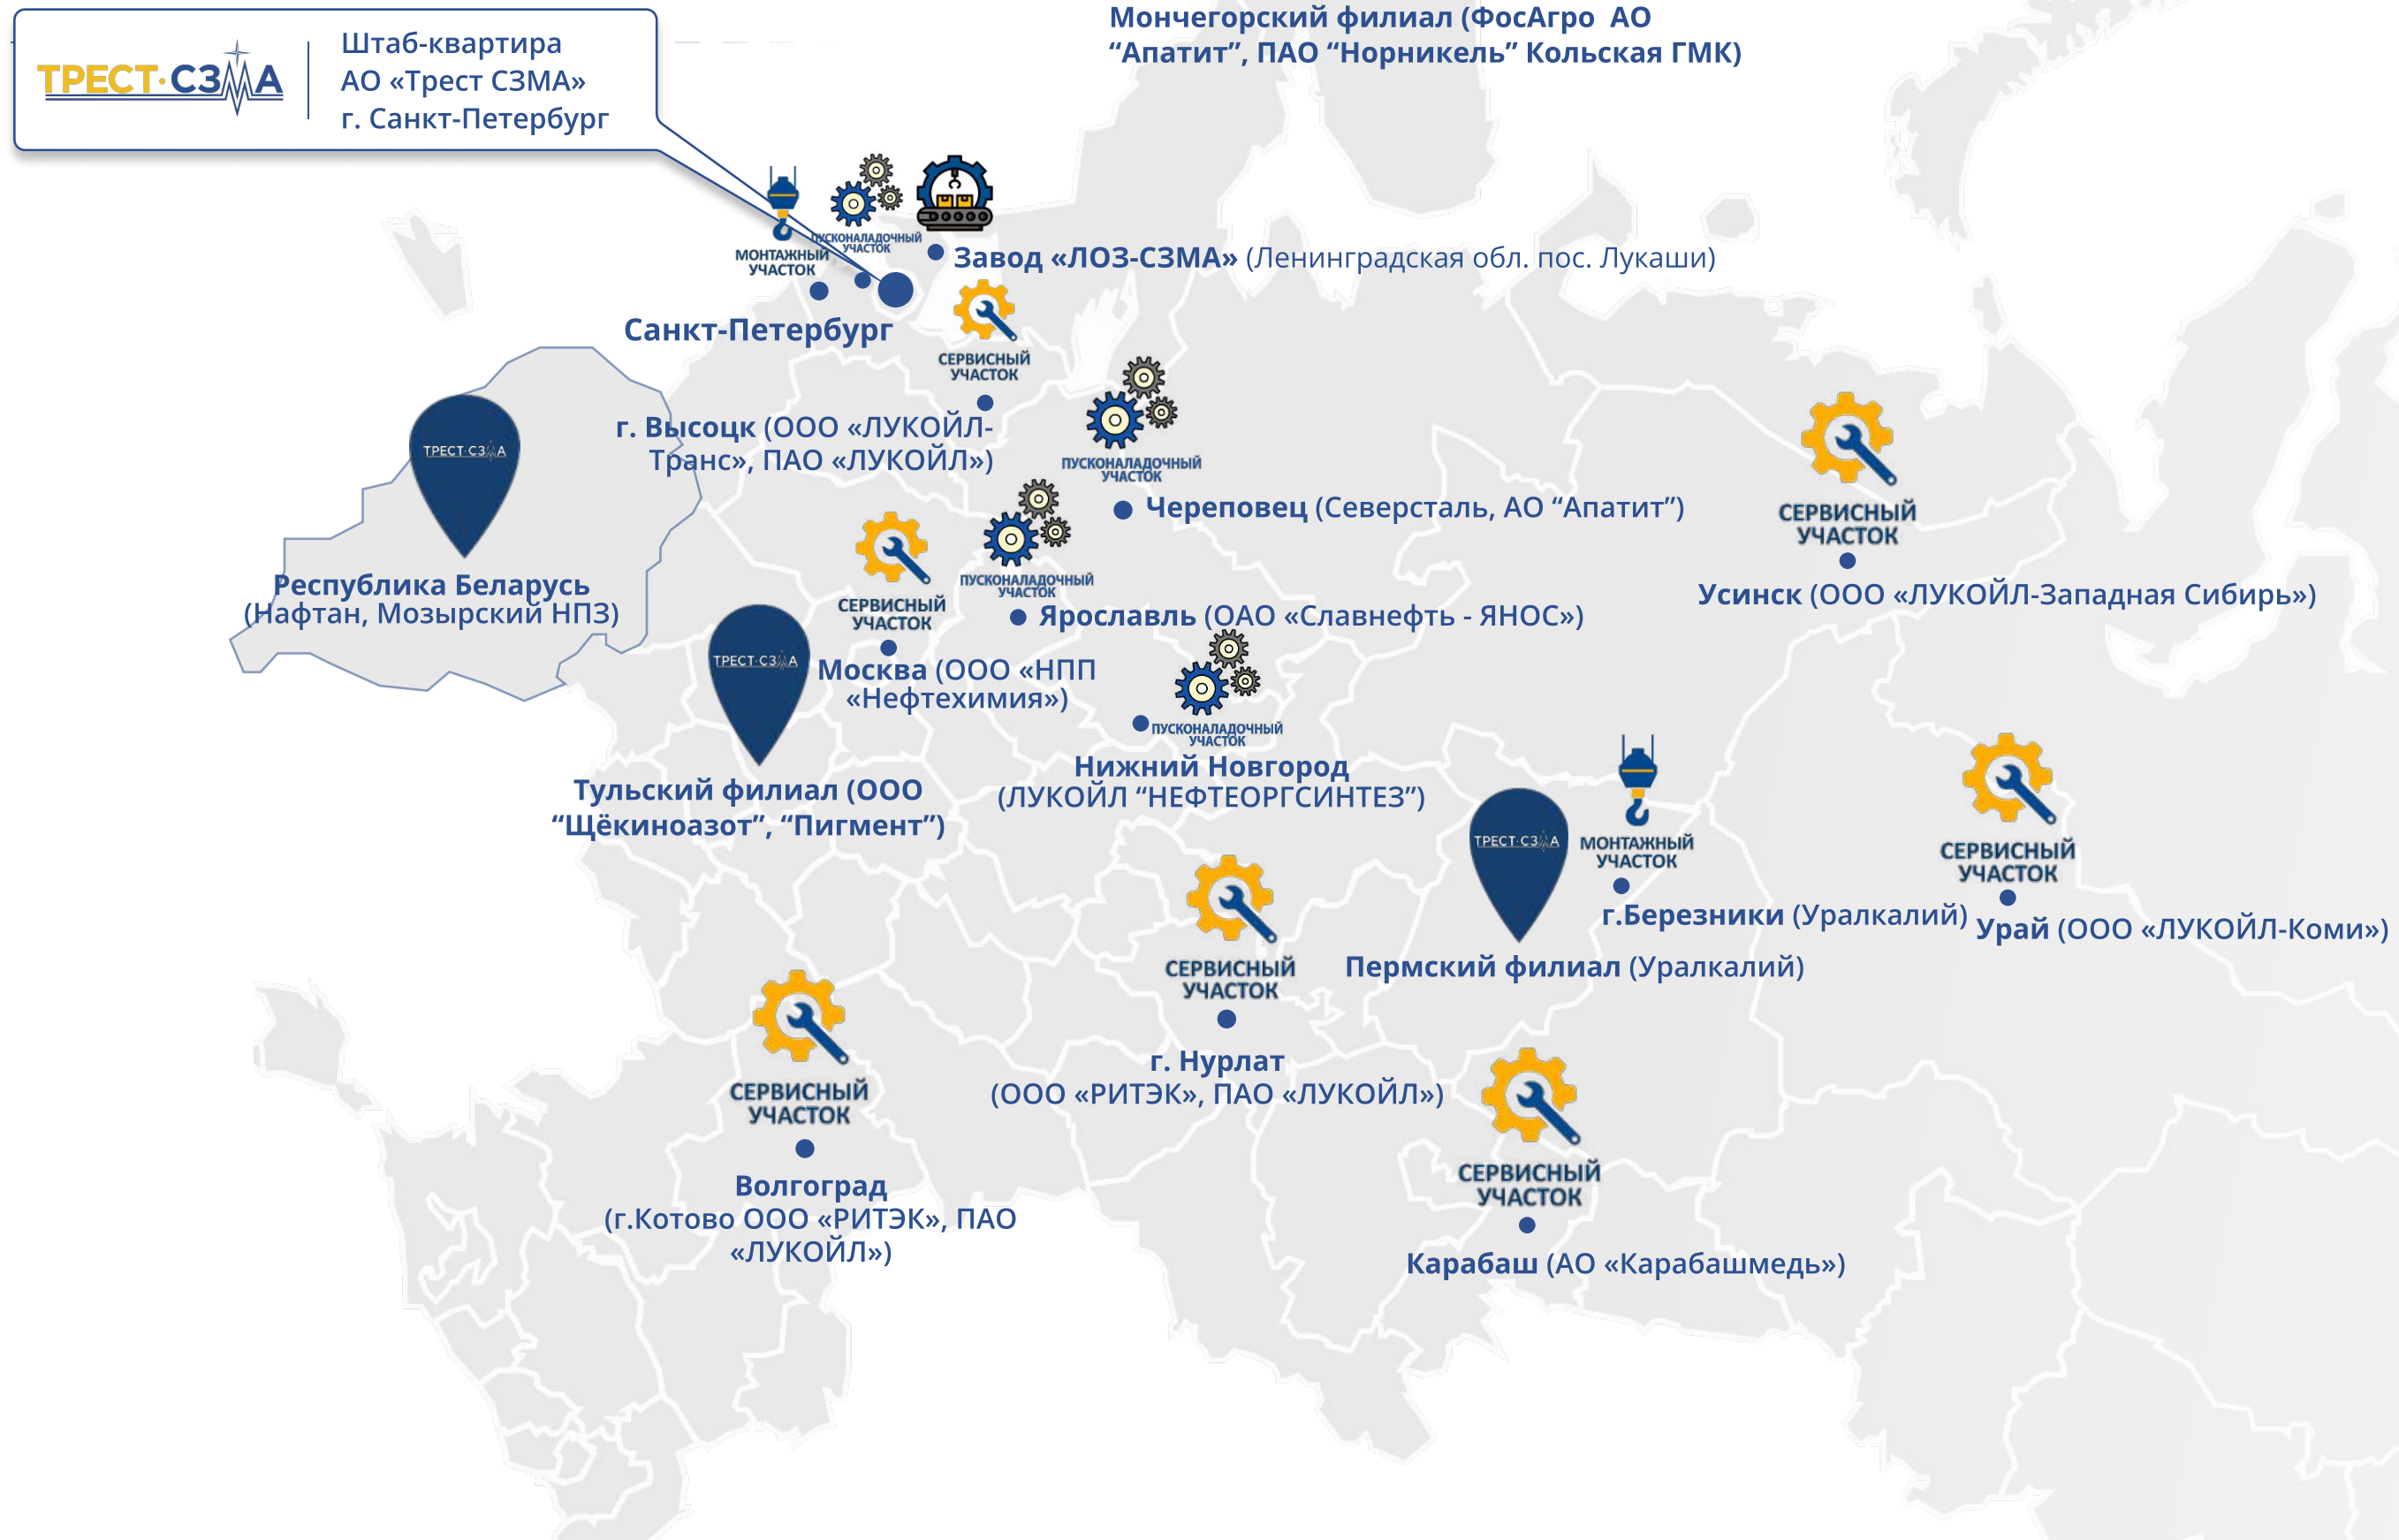 Мончегорский филиал (ФосАгро АО
“Апатит”, ПАО “Норникель” Кольская ГМК)
ТРЕСТ·СЗМА
Штаб-квартира
АО «Трест СЗМА»
г. Санкт-Петербург
МОНТАЖНЫЙ
УЧАСТОК
ПУСКОНАЛАДОЧНЫЙ
УЧАСТОК
Завод «ЛОЗ-СЗМА» (Ленинградская обл. пос. Лукаши)
Санкт-Петербург
СЕРВИСНЫЙ
УЧАСТОК
г. Высоцк (ООО «ЛУКОЙЛ-
Транс», ПАО «ЛУКОЙЛ»)
ПУСКОНАЛАДОЧНЫЙ
УЧАСТОК
Череповец (Северсталь, АО “Апатит”)
СЕРВИСНЫЙ
УЧАСТОК
Усинск (ООО «ЛУКОЙЛ-Западная Сибирь»)
ТРЕСТ·СЗМА
Республика Беларусь
(Нафтан, Мозырский НПЗ)
ПУСКОНАЛАДОЧНЫЙ
УЧАСТОК
Ярославль (ОАО «Славнефть - ЯНОС»)
СЕРВИСНЫЙ
УЧАСТОК
Москва (ООО «НПП
«Нефтехимия»)
ТРЕСТ·СЗМА
Тульский филиал (ООО
“Щёкиноазот”, “Пигмент”)
ПУСКОНАЛАДОЧНЫЙ
УЧАСТОК
Нижний Новгород
(ЛУКОЙЛ “НЕФТЕОРГСИНТЕЗ”)
ТРЕСТ·СЗМА
МОНТАЖНЫЙ
УЧАСТОК
г.Березники (Уралкалий)
Пермский филиал (Уралкалий)
СЕРВИСНЫЙ
УЧАСТОК
Урай (ООО «ЛУКОЙЛ-Коми»)
СЕРВИСНЫЙ
УЧАСТОК
г. Нурлат
(ООО «РИТЭК», ПАО «ЛУКОЙЛ»)
СЕРВИСНЫЙ
УЧАСТОК
Волгоград
(г.Котово ООО «РИТЭК», ПАО
«ЛУКОЙЛ»)
СЕРВИСНЫЙ
УЧАСТОК
Карабаш (АО «Карабашмедь»)